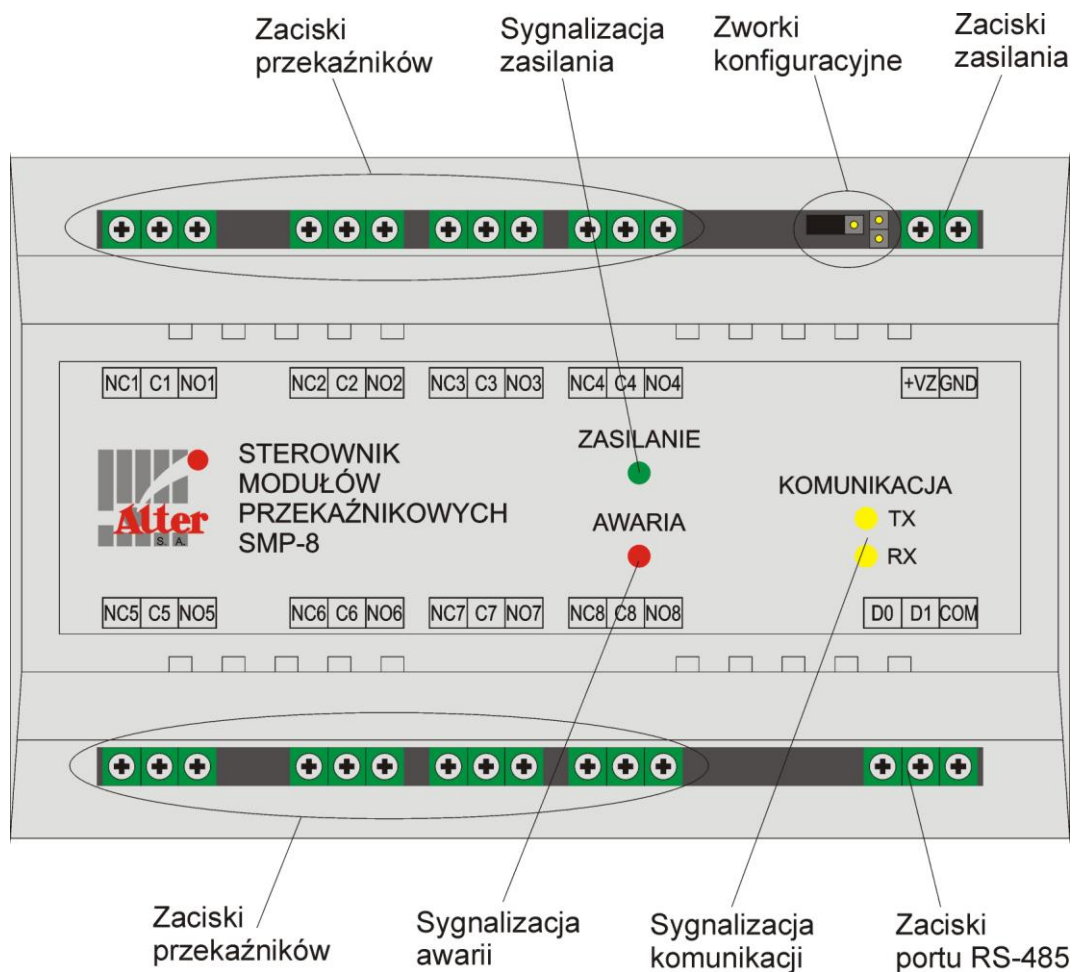 Zaciski
przekaźników
Sygnalizacja
zasilania
Zworki
konfiguracyjne
Zaciski
zasilania
NC1 C1 NO1
NC2 C2 NO2
NC3 C3 NO3
NC4 C4 NO4
+VZ GND
Alter
S. A.
STEROWNIK
MODUŁÓW
PRZEKAŹNIKOWYCH
SMP-8
ZASILANIE
AWARIA
KOMUNIKACJA
TX
RX
NC5 C5 NO5
NC6 C6 NO6
NC7 C7 NO7
NC8 C8 NO8
D0 D1 COM
Zaciski
przekaźników
Sygnalizacja
awarii
Sygnalizacja
komunikacji
Zaciski
portu RS-485